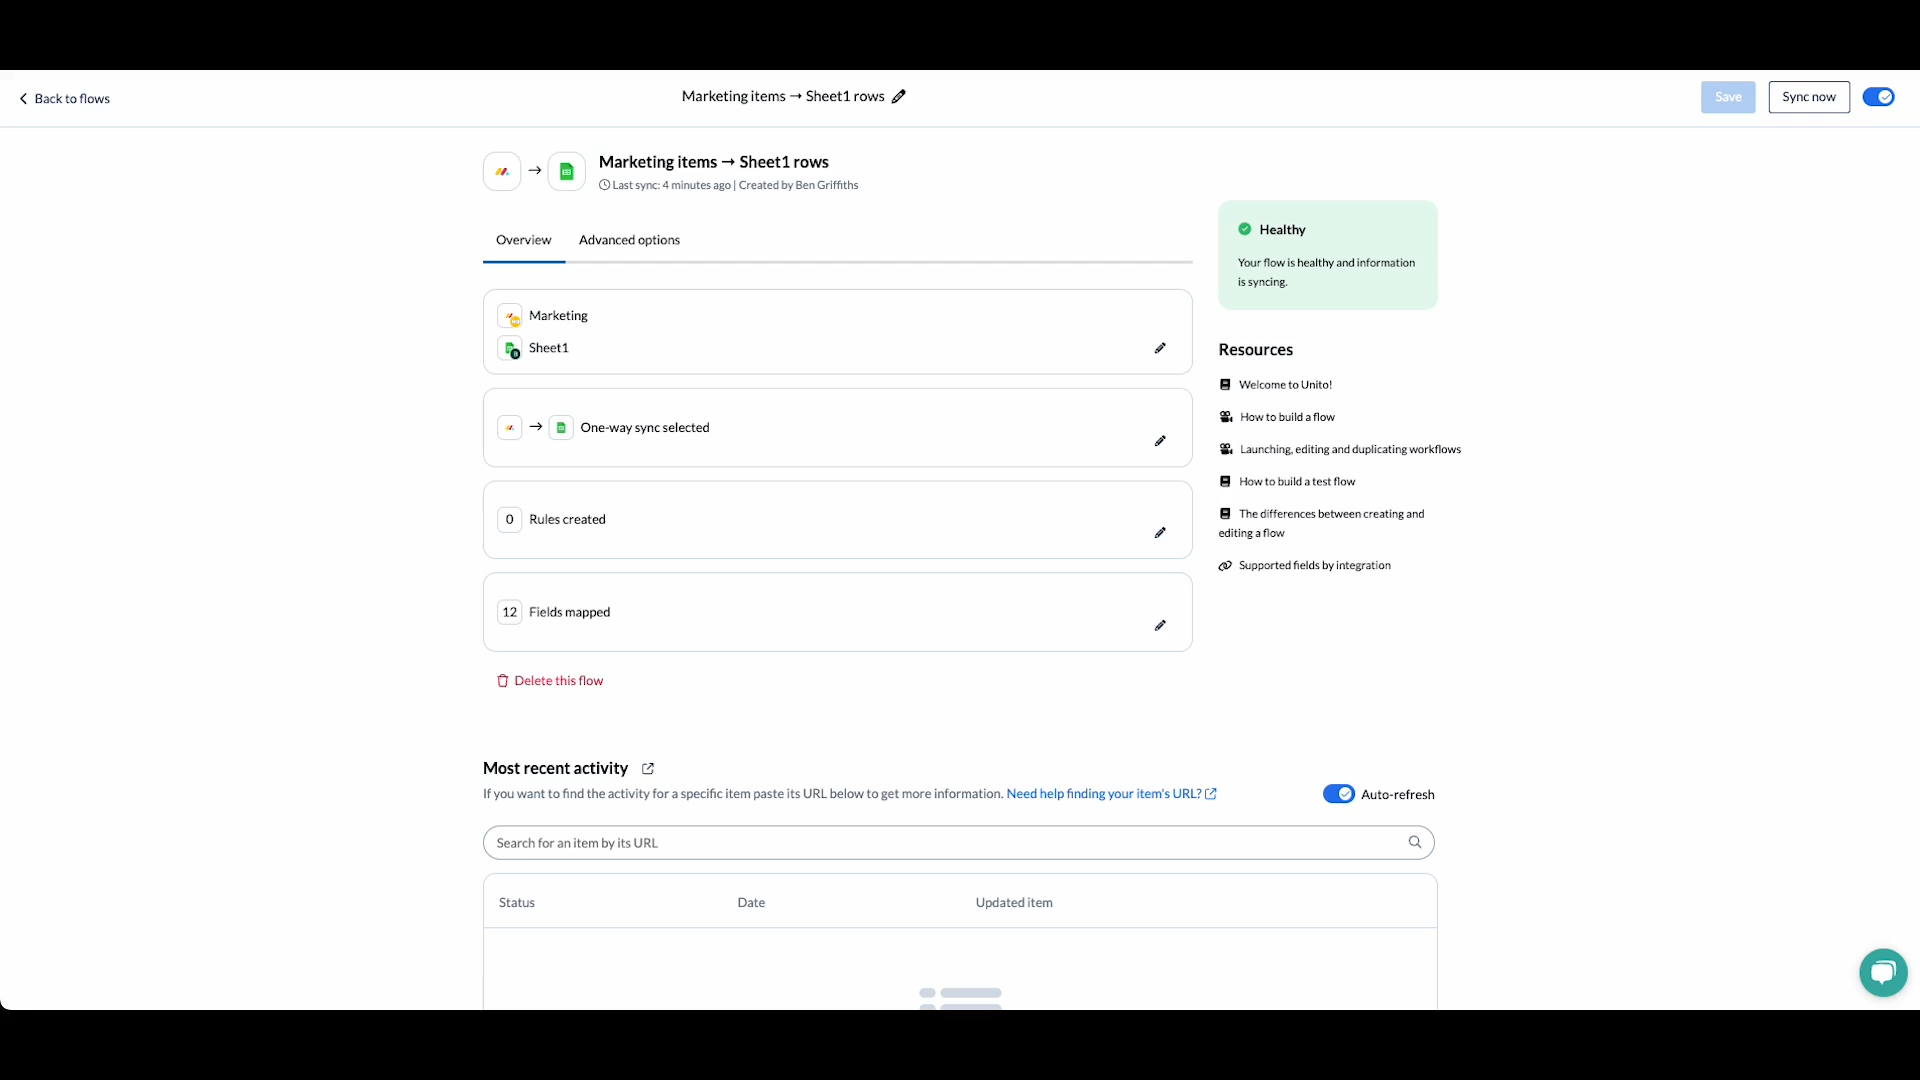 Back to flows
Marketing items → Sheet1 rows
Save
Sync now
Marketing items → Sheet1 rows
Last sync: 4 minutes ago | Created by Ben Griffiths
Overview
Advanced options
Marketing
Sheet1
One-way sync selected
0 Rules created
12 Fields mapped
Delete this flow
Healthy
Your flow is healthy and information
is syncing.
Resources
Welcome to Unito!
How to build a flow
Launching, editing and duplicating workflows
How to build a test flow
The differences between creating and
editing a flow
Supported fields by integration
Most recent activity
If you want to find the activity for a specific item paste its URL below to get more information. Need help finding your item's URL?
Auto-refresh
Search for an item by its URL
Status Date Updated item